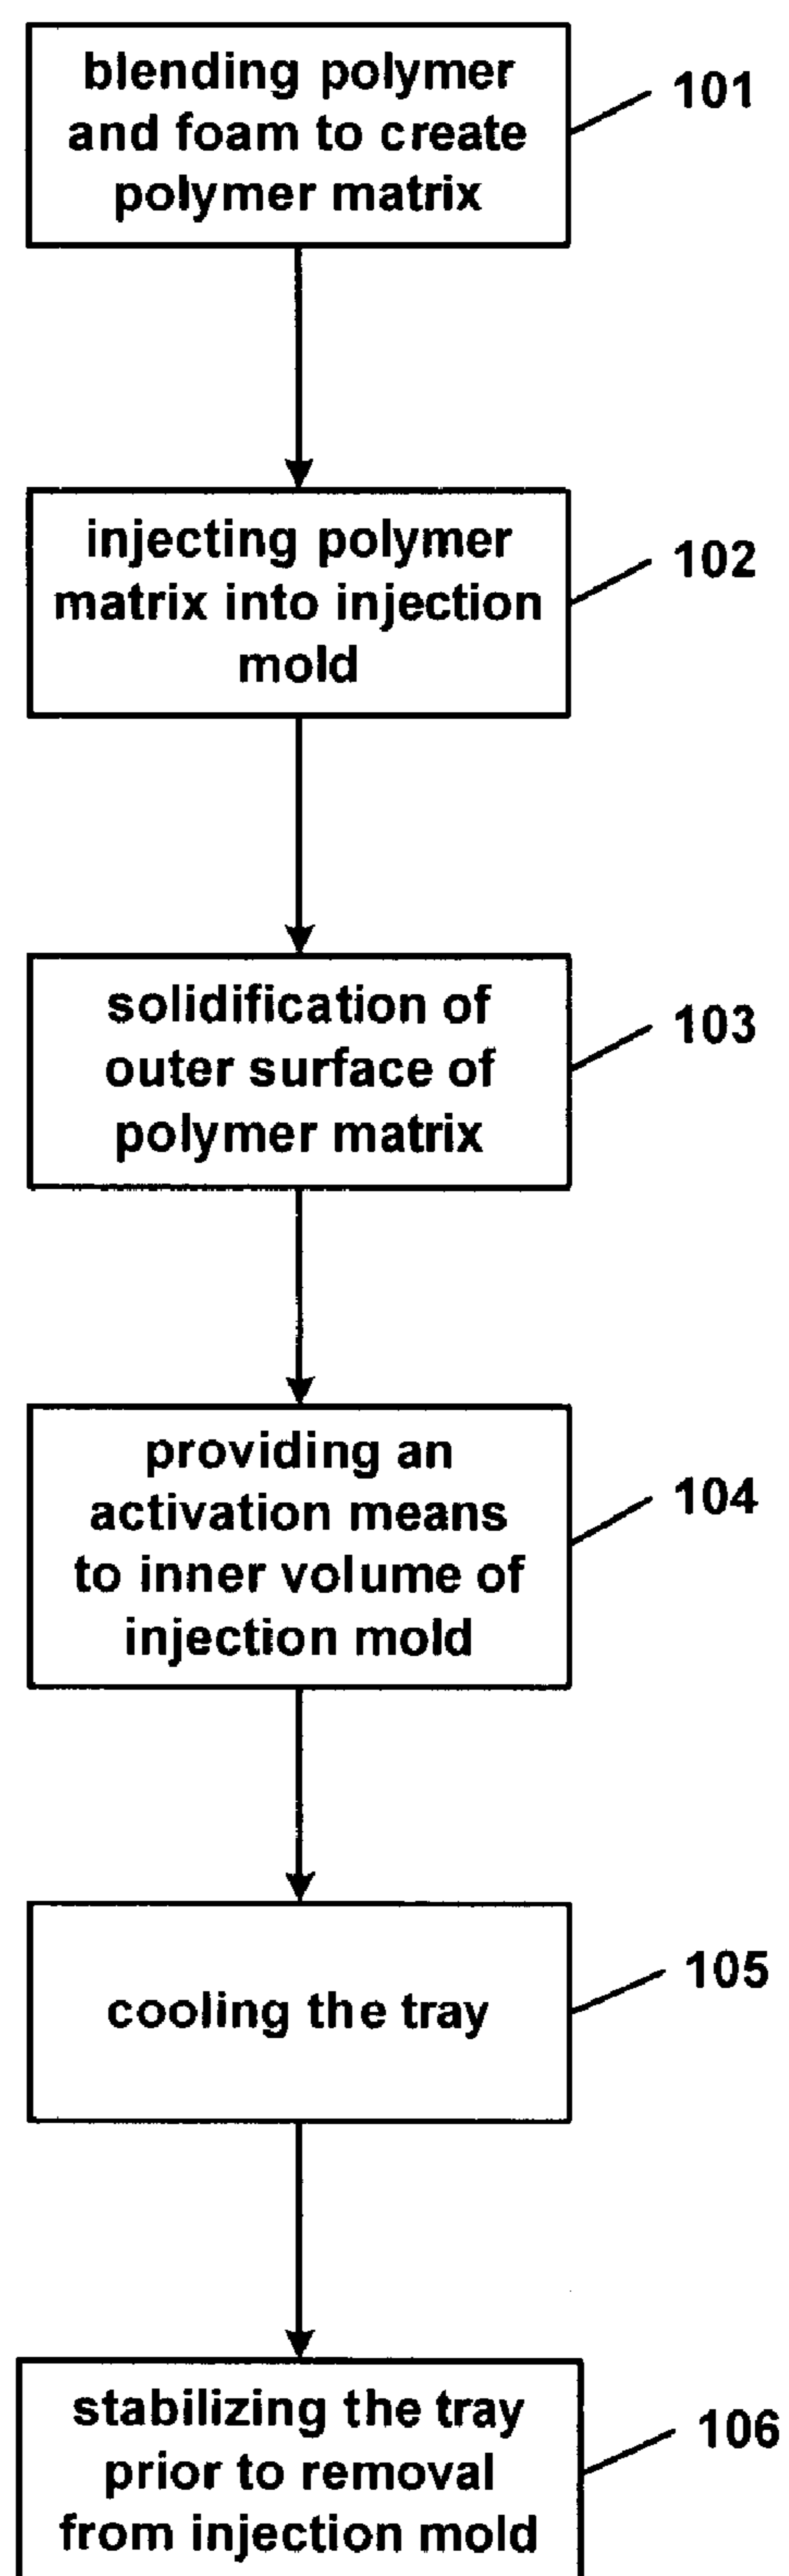 blending polymer
and foam to create
polymer matrix
101
injecting polymer
matrix into injection
mold
102
solidification of
outer surface of
polymer matrix
103
providing an
activation means
to inner volume of
injection mold
104
cooling the tray
105
stabilizing the tray
prior to removal
from injection mold
106